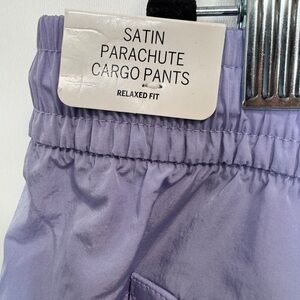 SATIN
PARACHUTE
CARGO PANTS
RELAXED FIT